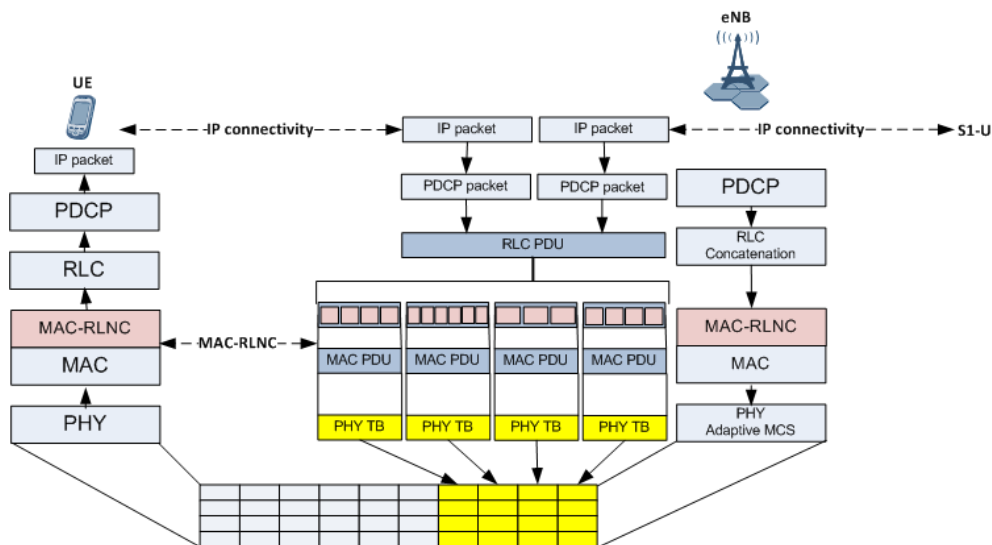 eNB
UE
IP connectivity
IP packet
IP packet
IP connectivity
S1-U
IP packet
PDCP
PDCP packet
PDCP packet
PDCP
RLC
RLC PDU
RLC
Concatenation
MAC-RLNC
MAC
MAC-RLNC
MAC PDU
MAC PDU
MAC PDU
MAC PDU
MAC-RLNC
MAC
PHY
PHY TB
PHY TB
PHY TB
PHY TB
PHY
Adaptive MCS